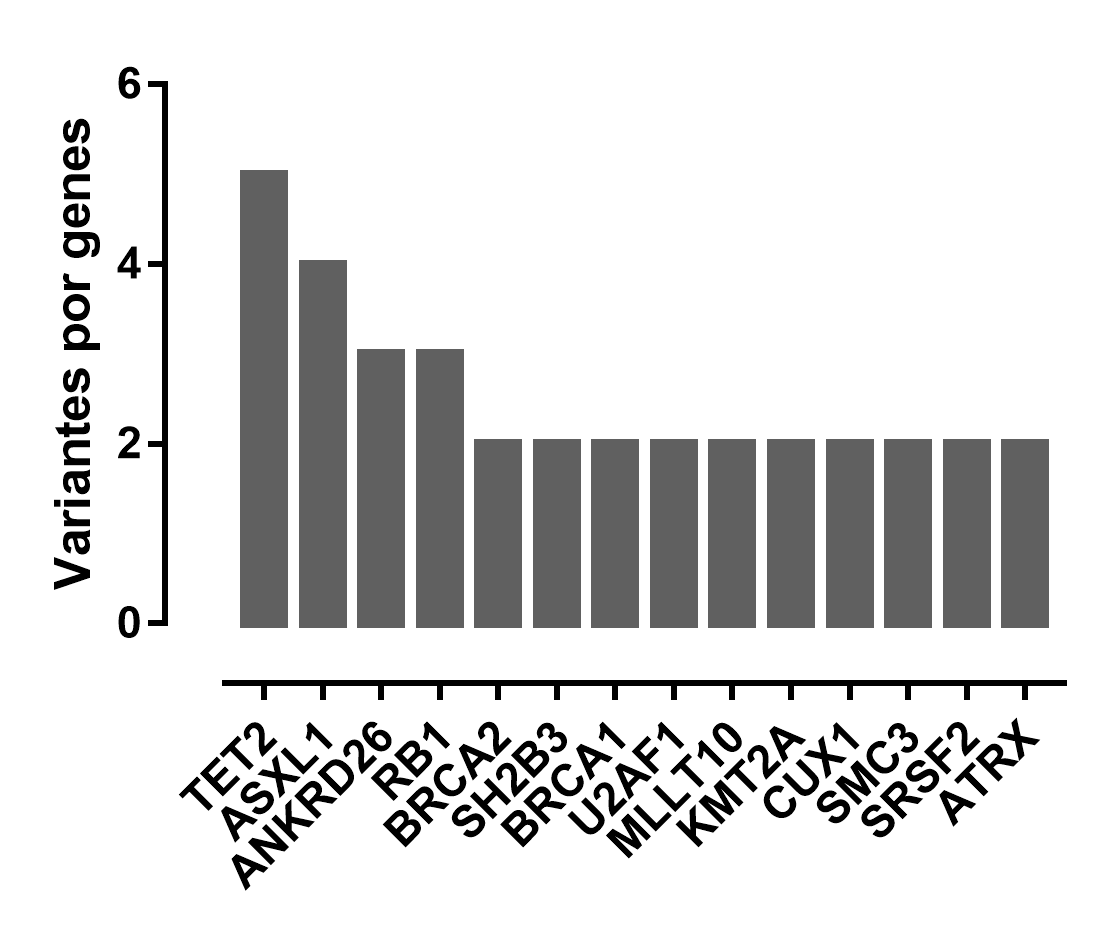 Variantes por genes
6
4
2
0
TET2
ASXL1
ANKRD26
RB1
BRCA2
SH2B3
BRCA1
U2AF1
MLLT10
KMT2A
CUX1
SMC3
SRSF2
ATRX